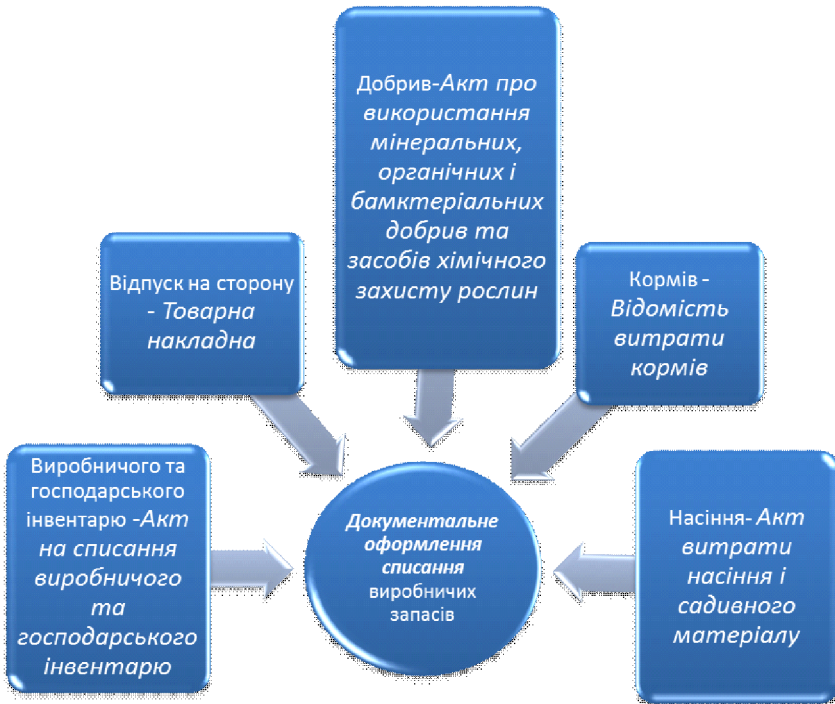 Добрив-Акт про
використання
мінеральних,
органічних і
бамктеріальних
добрив та
засобів хімічного
захисту рослин
Відпуск на сторону
- Товарна
накладна
Кормів -
Відомість
витрати
кормів
Виробничого та
господарського
інвентарю -Акт
на списання
виробничого
та
господарського
інвентарю
Документальне
оформлення
списання
виробничих
запасів
Насіння- Акт
витрати
насіння і
садивного
матеріалу